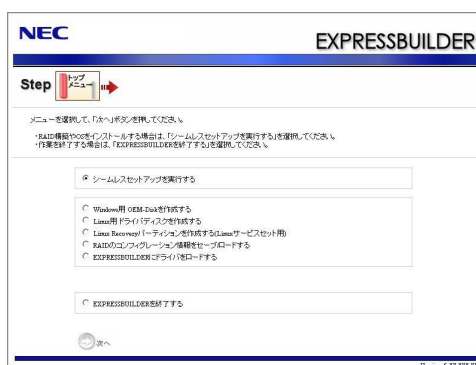 NEC
EXPRESSBUILDER
Step
トップ
メニュー
メニューを選択して、「次へ」ボタンを押してください。
・RAID構築やOSをインストールする場合は、「シームレスセットアップを実行する」を選択してください。
・作業を終了する場合は、「EXPRESSBUILDERを終了する」を選択してください。
シームレスセットアップを実行する
Windows用 OEM-Diskを作成する
Linux用ドライバディスクを作成する
Linux Recoveryパーティションを作成する(Linuxサービスセット用)
RAIDのコンフィグレーション情報をセーブ/ロードする
EXPRESSBUILDERにドライバをロードする
EXPRESSBUILDERを終了する
次へ